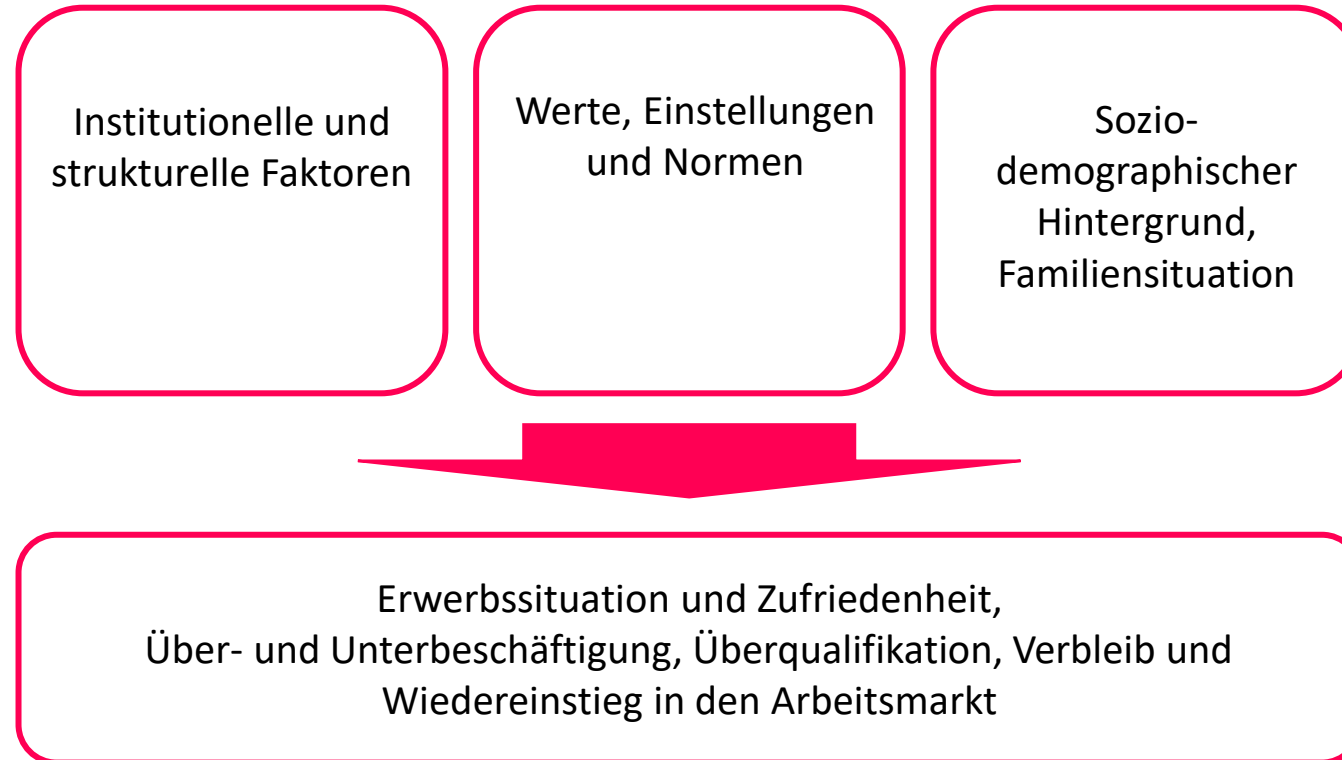 Institutionelle und
strukturelle Faktoren
Werte, Einstellungen
und Normen
Sozio-
demographischer
Hintergrund,
Familiensituation
Erwerbssituation und Zufriedenheit,
Über- und Unterbeschäftigung, Überqualifikation, Verbleib und
Wiedereinstieg in den Arbeitsmarkt